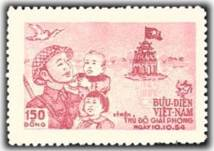 150
ĐỒNG
BƯU-ĐIỆN
VIỆT-NAM
THỦ ĐÔ GIẢI PHÓNG
NGÀY 10.10.54